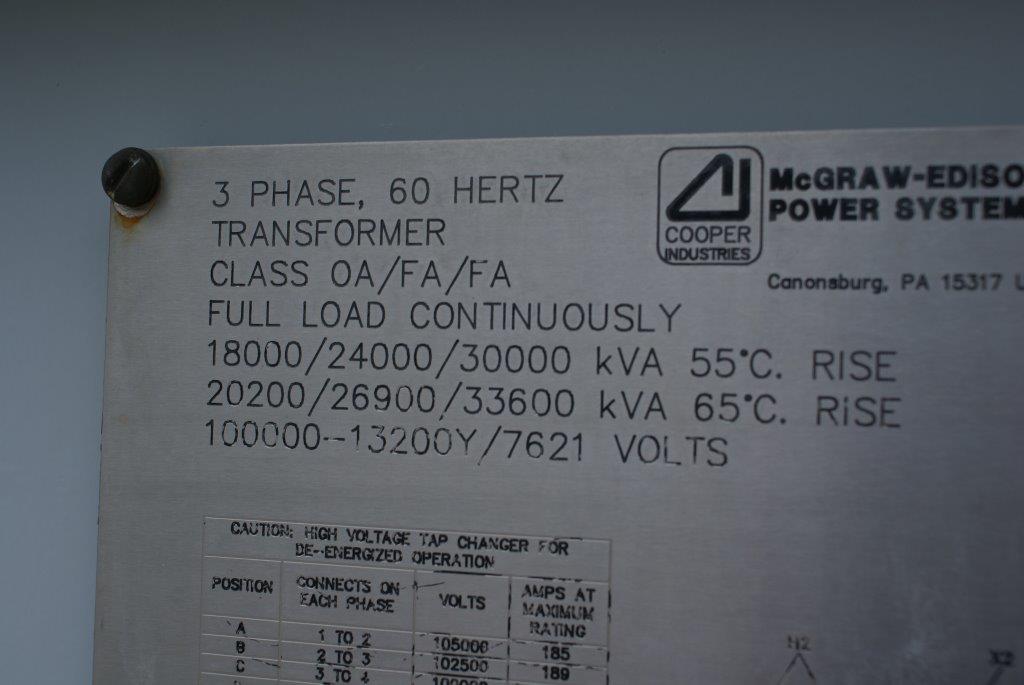 3 PHASE, 60 HERTZ
TRANSFORMER
CLASS OA/FA/FA
FULL LOAD CONTINUOUSLY
18000/24000/30000 kVA 55°C. RISE
20200/26900/33600 kVA 65°C. RiSE
100000--13200Y/7621 VOLTS
COOPER
INDUSTRIES
McGRAW-EDISO
POWER SYSTEM
Canonsburg, PA 15317 U
CAUTION: HIGH VOLTAGE TAP CHANGER FOR
DE--ENERGIZED OPERATION
POSITION CONNECTS ON EACH PHASE VOLTS AMPS AT MAXIMUM RATING
A 1 TO 2 105000 185
B 2 TO 3 102500 189
C 3 TO 4 100000
H2
X2